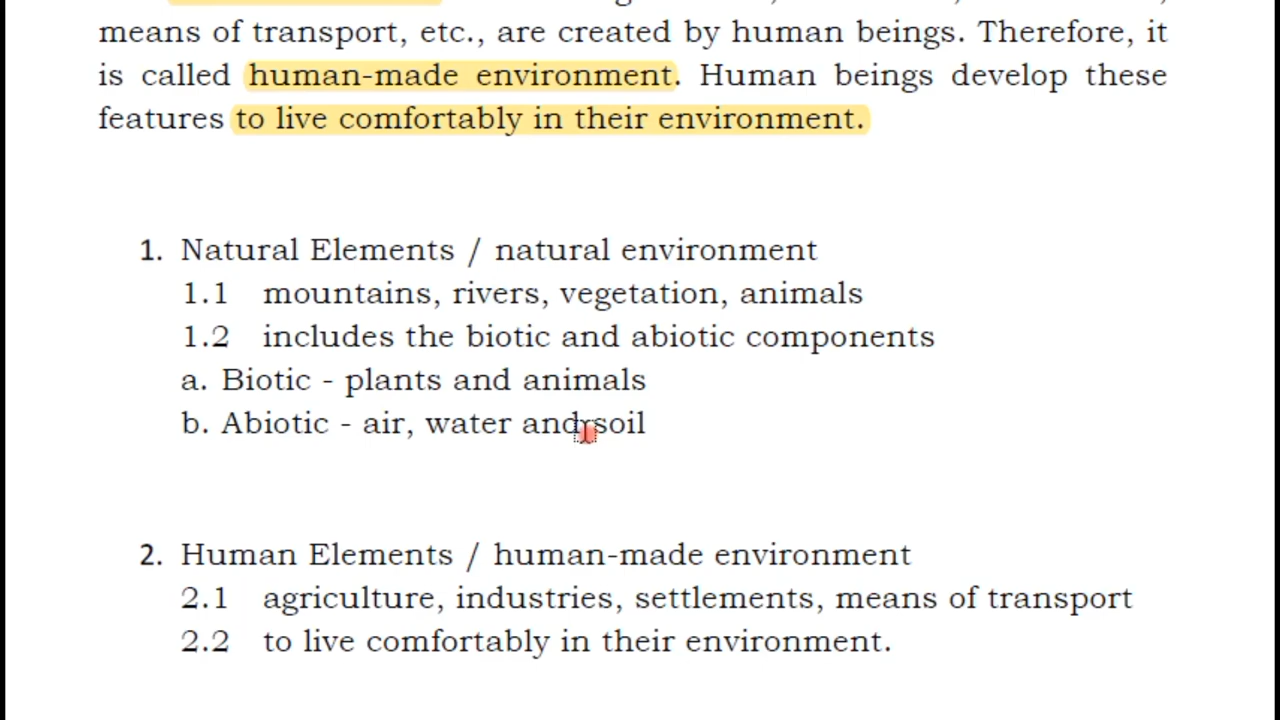 means of transport, etc., are created by human beings. Therefore, it
is called human-made environment. Human beings develop these
features to live comfortably in their environment.
1. Natural Elements / natural environment
1.1 mountains, rivers, vegetation, animals
1.2 includes the biotic and abiotic components
a. Biotic - plants and animals
b. Abiotic - air, water and soil
2. Human Elements / human-made environment
2.1 agriculture, industries, settlements, means of transport
2.2 to live comfortably in their environment.